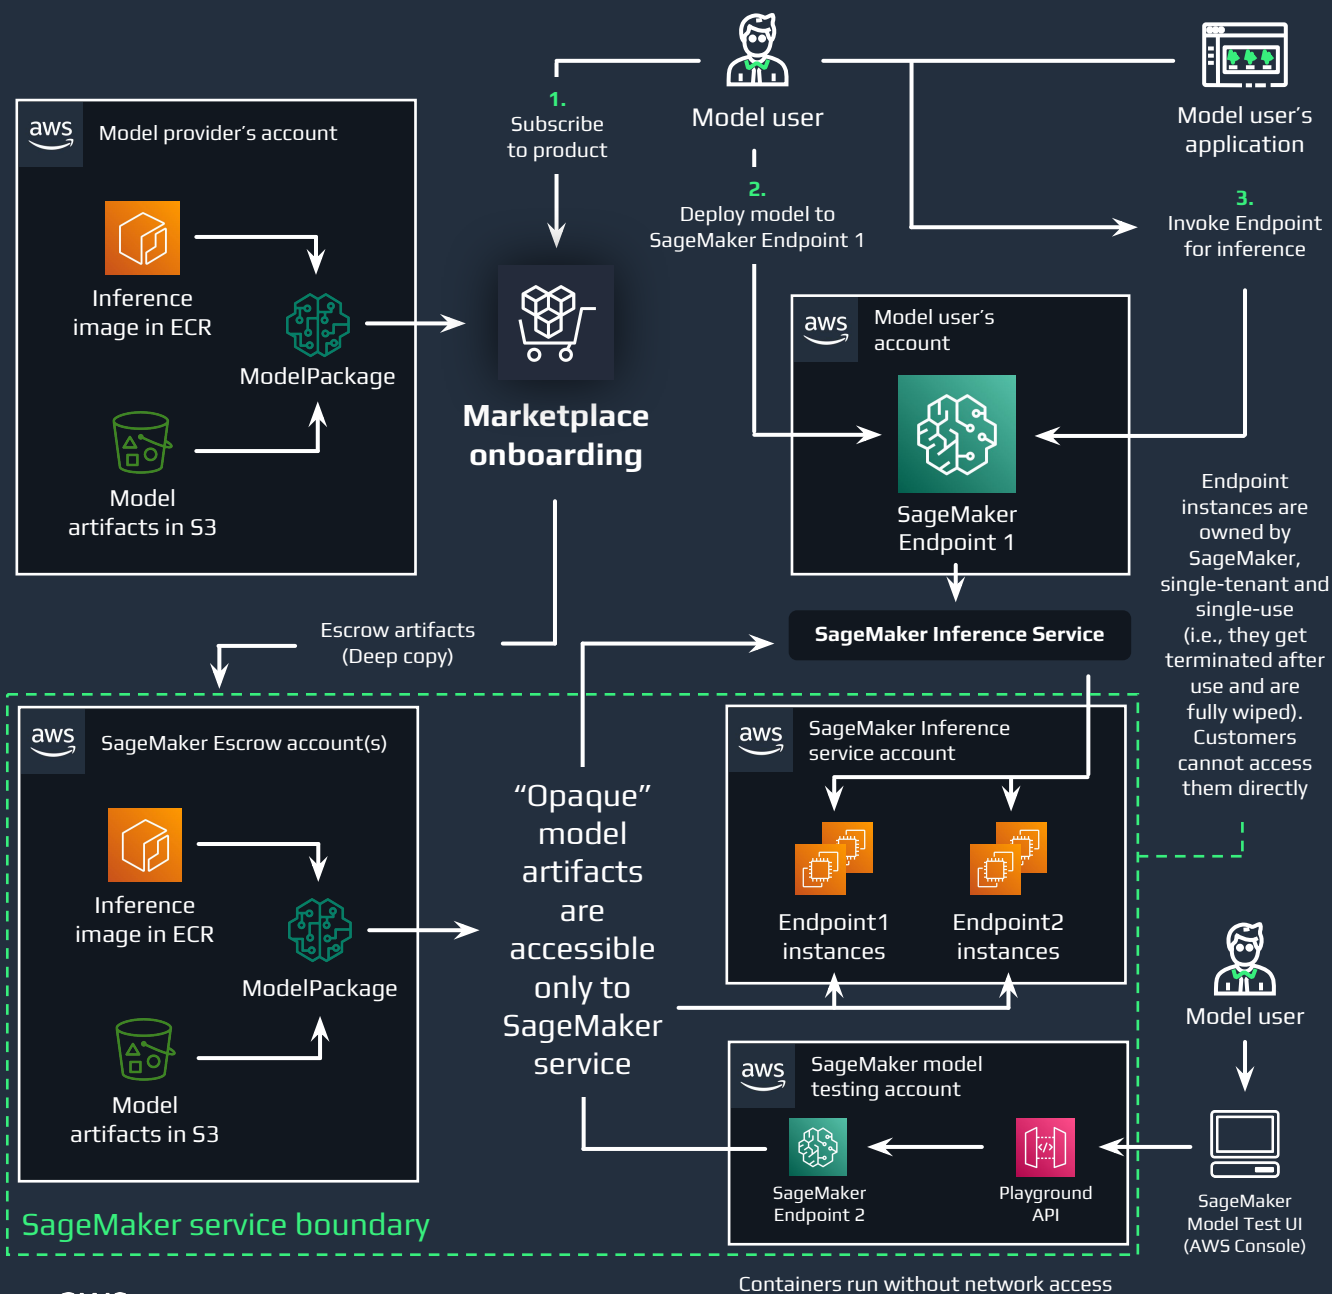 Model user
Model user's
application
1.
Subscribe
to product
2.
Deploy model to
SageMaker Endpoint 1
3.
Invoke Endpoint
for inference
aws
Model provider's account
Inference
image in ECR
ModelPackage
Model
artifacts in S3
Marketplace
onboarding
aws
Model user's
account
SageMaker
Endpoint 1
Endpoint
instances are
owned by
SageMaker,
single-tenant and
single-use
(i.e., they get
terminated after
use and are
fully wiped).
Customers
cannot access
them directly
Escrow artifacts
(Deep copy)
SageMaker Inference Service
aws
SageMaker Escrow account(s)
Inference
image in ECR
ModelPackage
Model
artifacts in S3
“Opaque”
model
artifacts
are
accessible
only to
SageMaker
service
aws
SageMaker Inference
service account
Endpoint1
instances
Endpoint2
instances
Model user
aws
SageMaker model
testing account
SageMaker
Endpoint 2
</>
Playground
API
SageMaker
Model Test UI
(AWS Console)
SageMaker service boundary
Containers run without network access